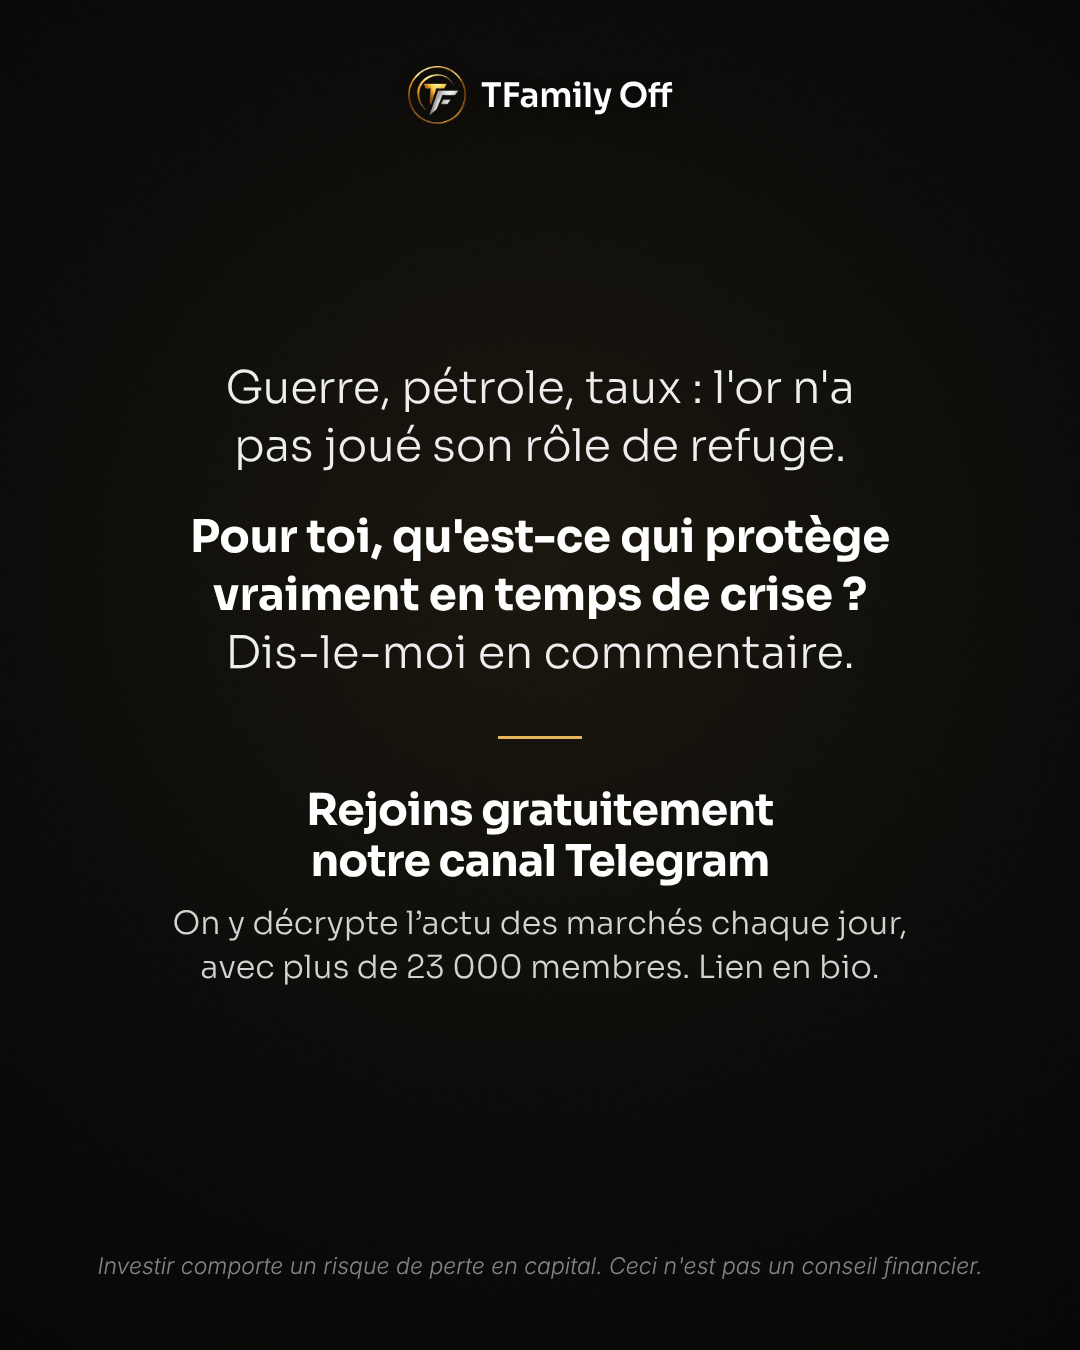 TF TFamily Off
Guerre, pétrole, taux : l'or n'a
pas joué son rôle de refuge.
Pour toi, qu'est-ce qui protège
vraiment en temps de crise ?
Dis-le-moi en commentaire.
Rejoins gratuitement
notre canal Telegram
On y décrypte l’actu des marchés chaque jour,
avec plus de 23 000 membres. Lien en bio.
Investir comporte un risque de perte en capital. Ceci n'est pas un conseil financier.